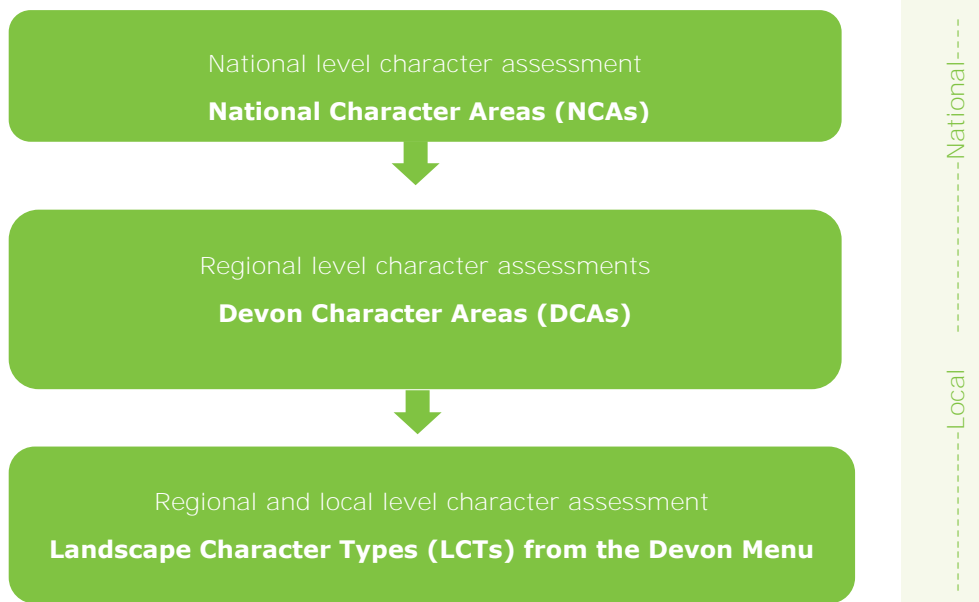 National level character assessment
National Character Areas (NCAs)
Regional level character assessments
Devon Character Areas (DCAs)
Regional and local level character assessment
Landscape Character Types (LCTs) from the Devon Menu
--------------Local    ----------------National----